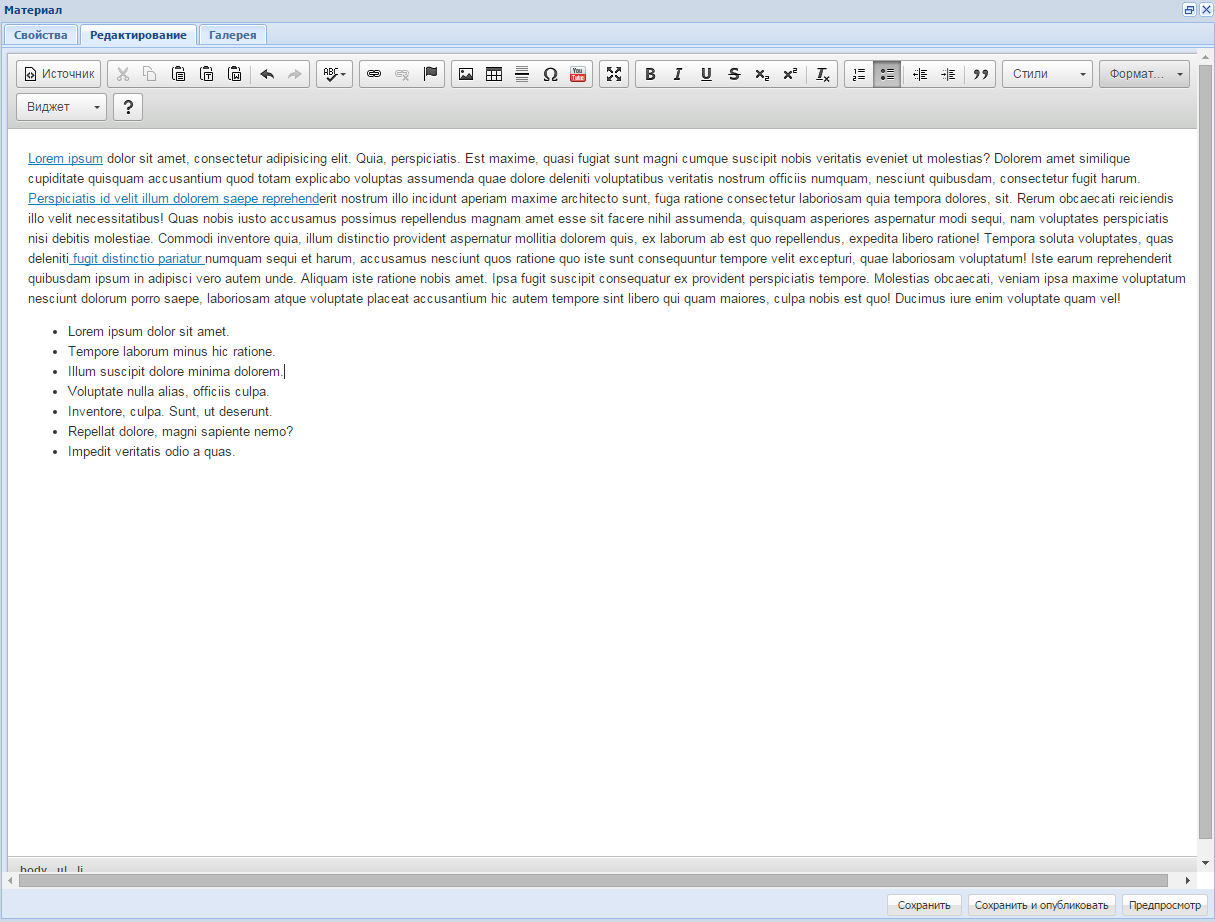 Материал
Свойства Редактирование Галерея
Источник ABC You Tube B I U S x₂ x² Tx Стили Формат...
Виджет ?
Lorem ipsum dolor sit amet, consectetur adipisicing elit. Quia, perspiciatis. Est maxime, quasi fugiat sunt magni cumque suscipit nobis veritatis eveniet ut molestias? Dolorem amet similique
cupiditate quisquam accusantium quod totam explicabo voluptas assumenda quae dolore deleniti voluptatibus veritatis nostrum officiis numquam, nesciunt quibusdam, consectetur fugit harum.
Perspiciatis id velit illum dolorem saepe reprehenderit nostrum illo incidunt aperiam maxime architecto sunt, fuga ratione consectetur laboriosam quia tempora dolores, sit. Rerum obcaecati reiciendis
illo velit necessitatibus! Quas nobis iusto accusamus possimus repellendus magnam amet esse sit facere nihil assumenda, quisquam asperiores aspernatur modi sequi, nam voluptates perspiciatis
nisi debitis molestiae. Commodi inventore quia, illum distinctio provident aspernatur mollitia dolorem quis, ex laborum ab est quo repellendus, expedita libero ratione! Tempora soluta voluptates, quas
deleniti fugit distinctio pariatur numquam sequi et harum, accusamus nesciunt quos ratione quo iste sunt consequuntur tempore velit excepturi, quae laboriosam voluptatum! Iste earum reprehenderit
quibusdam ipsum in adipisci vero autem unde. Aliquam iste ratione nobis amet. Ipsa fugit suscipit consequatur ex provident perspiciatis tempore. Molestias obcaecati, veniam ipsa maxime voluptatum
nesciunt dolorum porro saepe, laboriosam atque voluptate placeat accusantium hic autem tempore sint libero qui quam maiores, culpa nobis est quo! Ducimus iure enim voluptate quam vel!
• Lorem ipsum dolor sit amet.
• Tempore laborum minus hic ratione.
• Illum suscipit dolore minima dolorem.
• Voluptate nulla alias, officiis culpa.
• Inventore, culpa. Sunt, ut deserunt.
• Repellat dolore, magni sapiente nemo?
• Impedit veritatis odio a quas.
body ul li
Сохранить Сохранить и опубликовать Предпросмотр